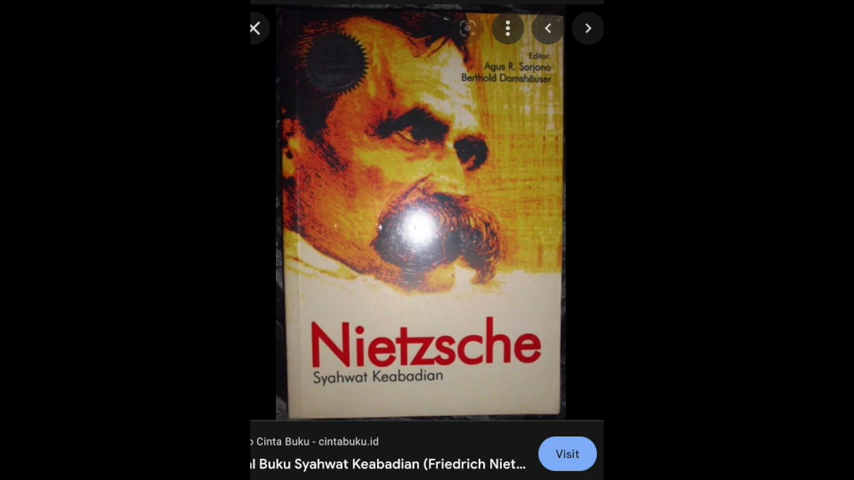 Editor:
Agus R. Sarjono
Berthold Damshäuser
Nietzsche
Syahwat Keabadian
Cinta Buku - cintabuku.id
l Buku Syahwat Keabadian (Friedrich Niet...
Visit